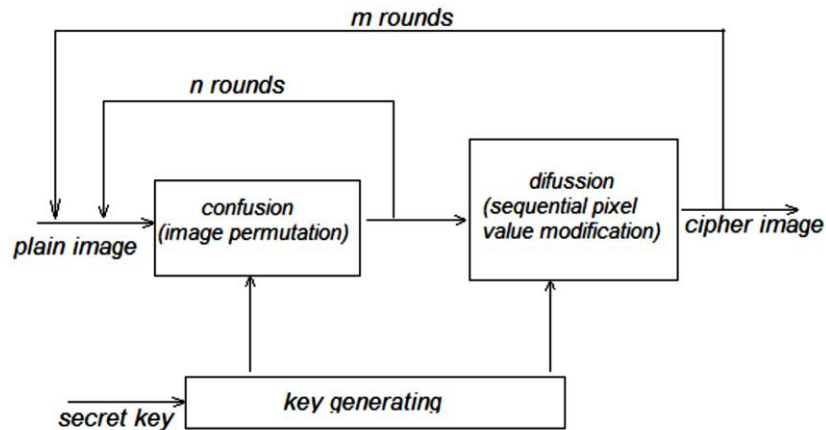 m rounds
n rounds
confusion
(image permutation)
difussion
(sequential pixel
value modification)
plain image
cipher image
key generating
secret key